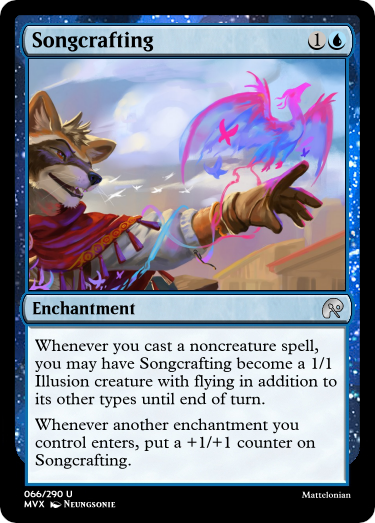 Songcrafting 1
Enchantment
Whenever you cast a noncreature spell,
you may have Songcrafting become a 1/1
Illusion creature with flying in addition to
its other types until end of turn.
Whenever another enchantment you
control enters, put a +1/+1 counter on
Songcrafting.
066/290 U
MVX Neungsonie
Mattelonian